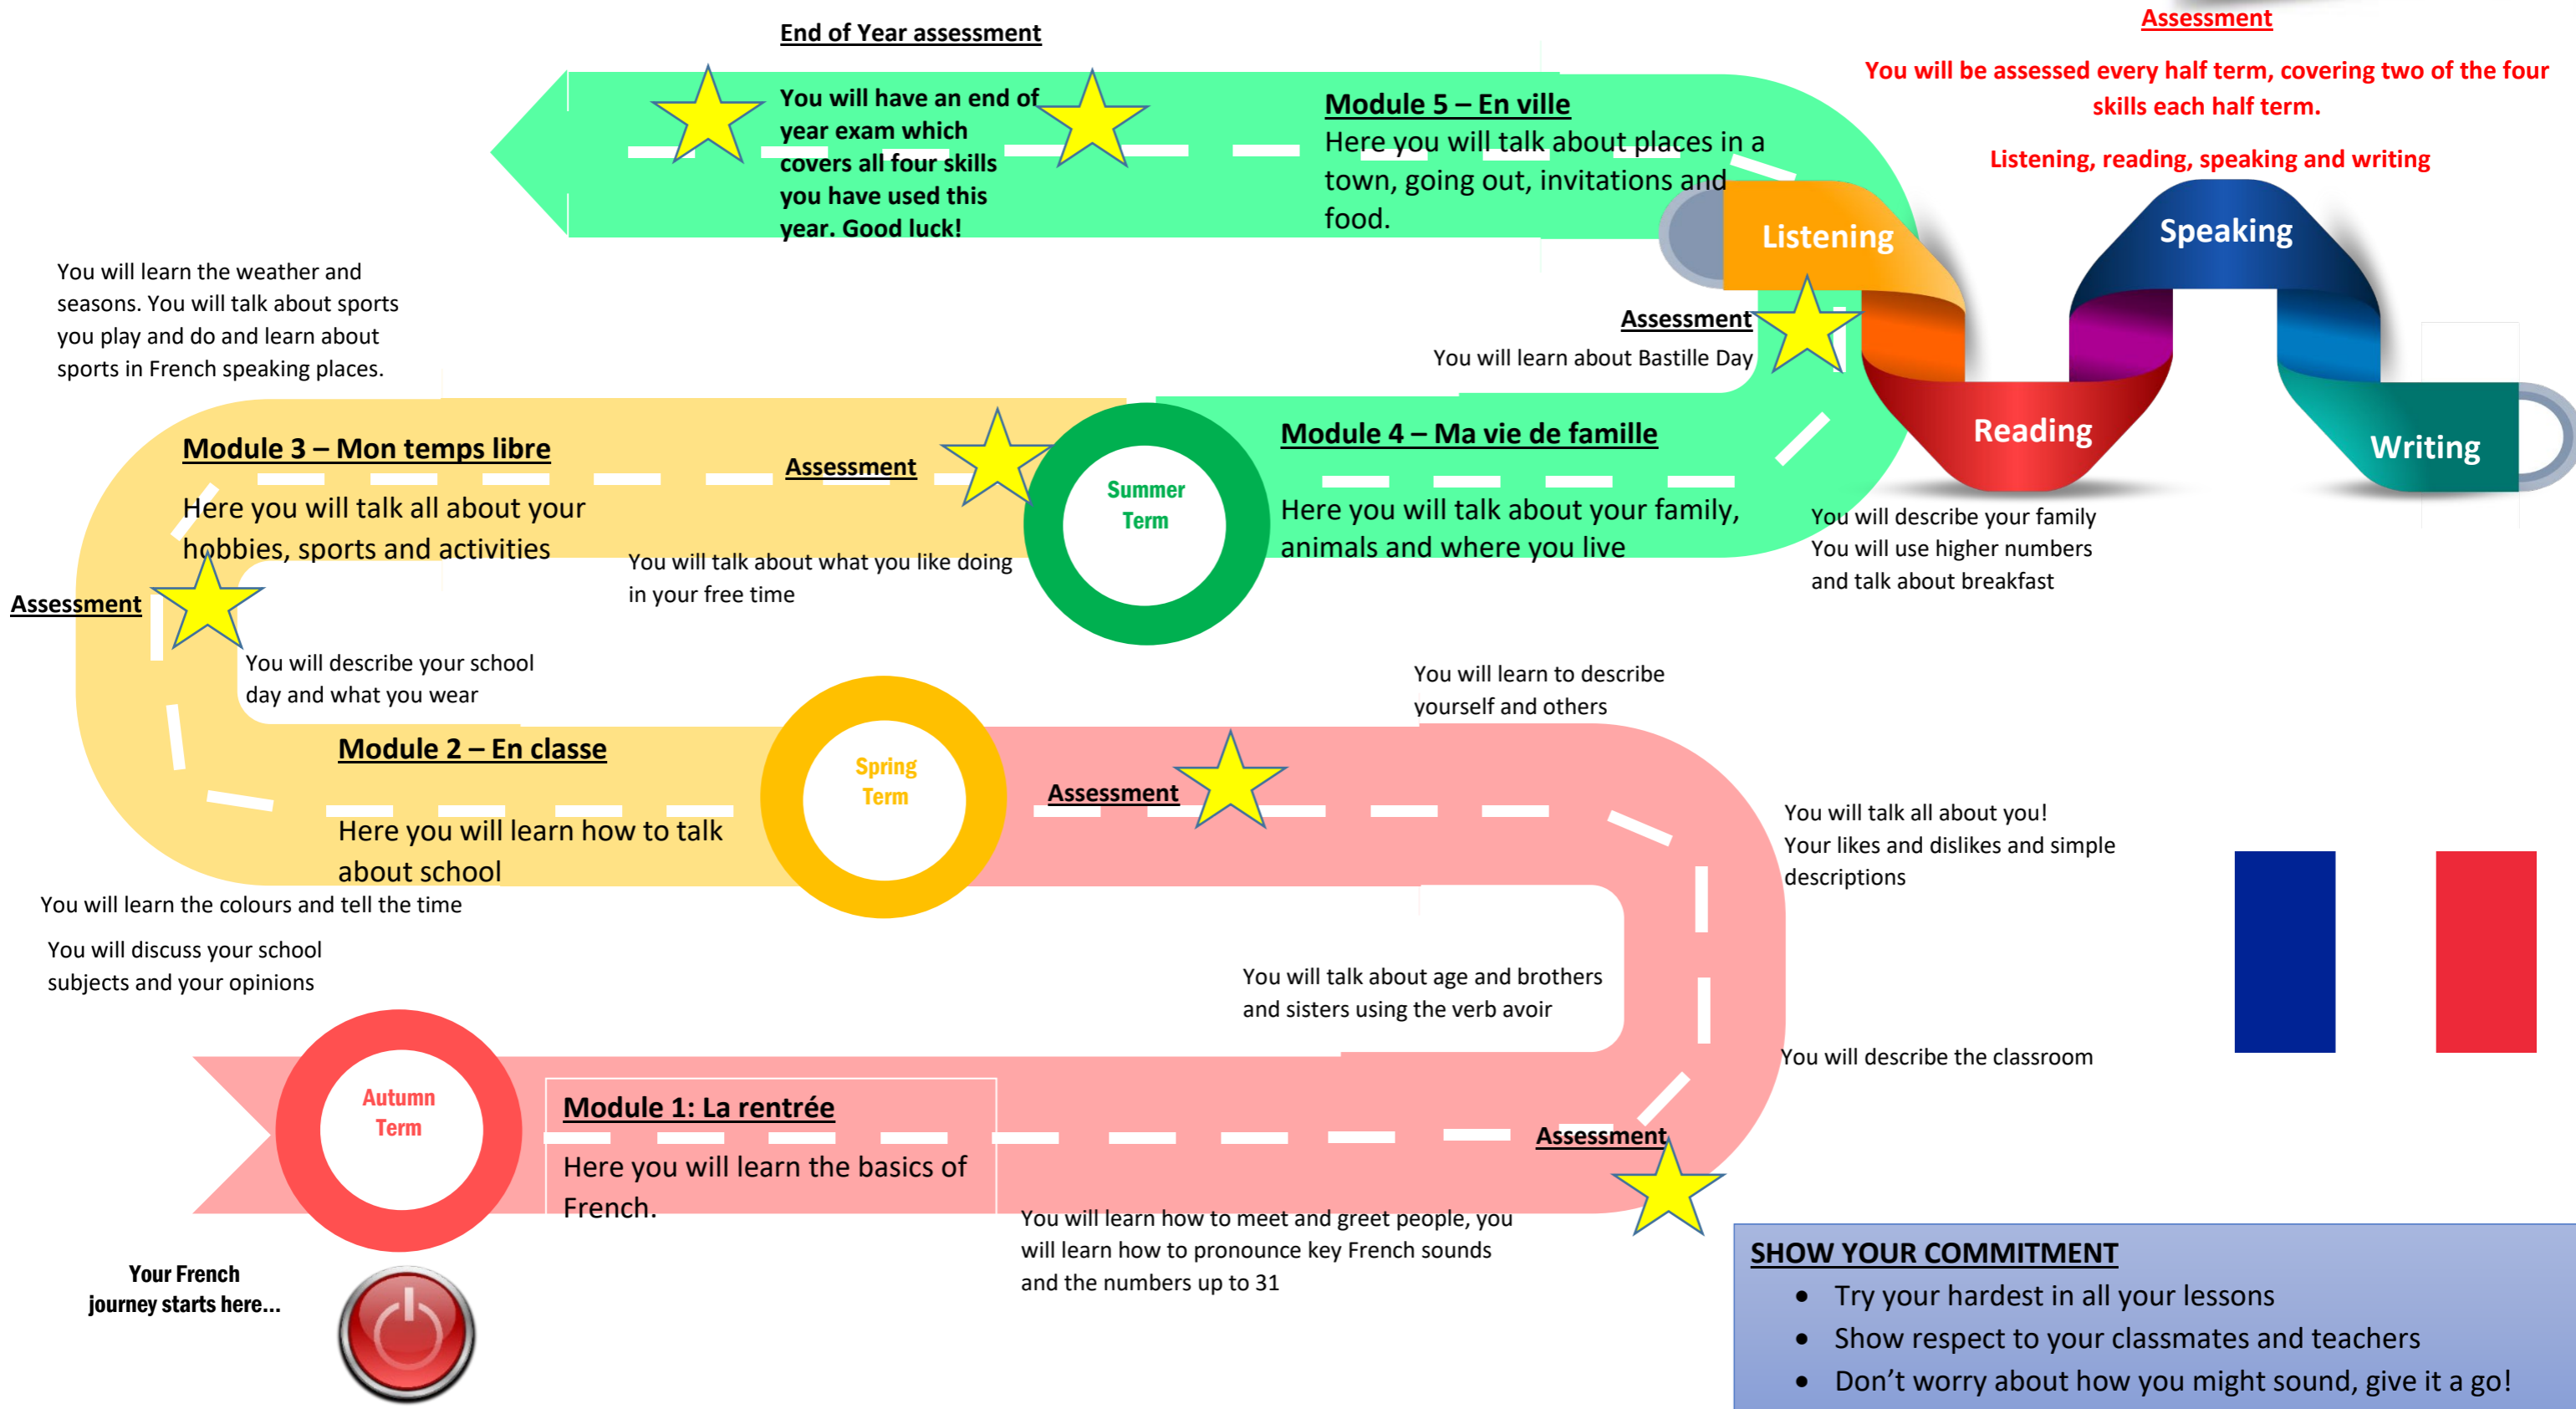 End of Year assessment
You will have an end of
year exam which
covers all four skills
you have used this
year. Good luck!
Module 5 – En ville
Here you will talk about places in a
town, going out, invitations and
food.
Assessment
You will be assessed every half term, covering two of the four
skills each half term.
Listening, reading, speaking and writing
Listening
Speaking
Reading
Writing
You will learn the weather and
seasons. You will talk about sports
you play and do and learn about
sports in French speaking places.
Assessment
You will learn about Bastille Day
Module 3 – Mon temps libre
Here you will talk all about your
hobbies, sports and activities
Assessment
Summer
Term
Module 4 – Ma vie de famille
Here you will talk about your family,
animals and where you live
You will describe your family
You will use higher numbers
and talk about breakfast
You will talk about what you like doing
in your free time
Assessment
You will describe your school
day and what you wear
You will learn to describe
yourself and others
Module 2 – En classe
Here you will learn how to talk
about school
Spring
Term
Assessment
You will talk all about you!
Your likes and dislikes and simple
descriptions
You will learn the colours and tell the time
You will discuss your school
subjects and your opinions
You will talk about age and brothers
and sisters using the verb avoir
You will describe the classroom
Autumn
Term
Module 1: La rentrée
Here you will learn the basics of
French.
Assessment
You will learn how to meet and greet people, you
will learn how to pronounce key French sounds
and the numbers up to 31
Your French
journey starts here...
SHOW YOUR COMMITMENT
• Try your hardest in all your lessons
• Show respect to your classmates and teachers
• Don’t worry about how you might sound, give it a go!